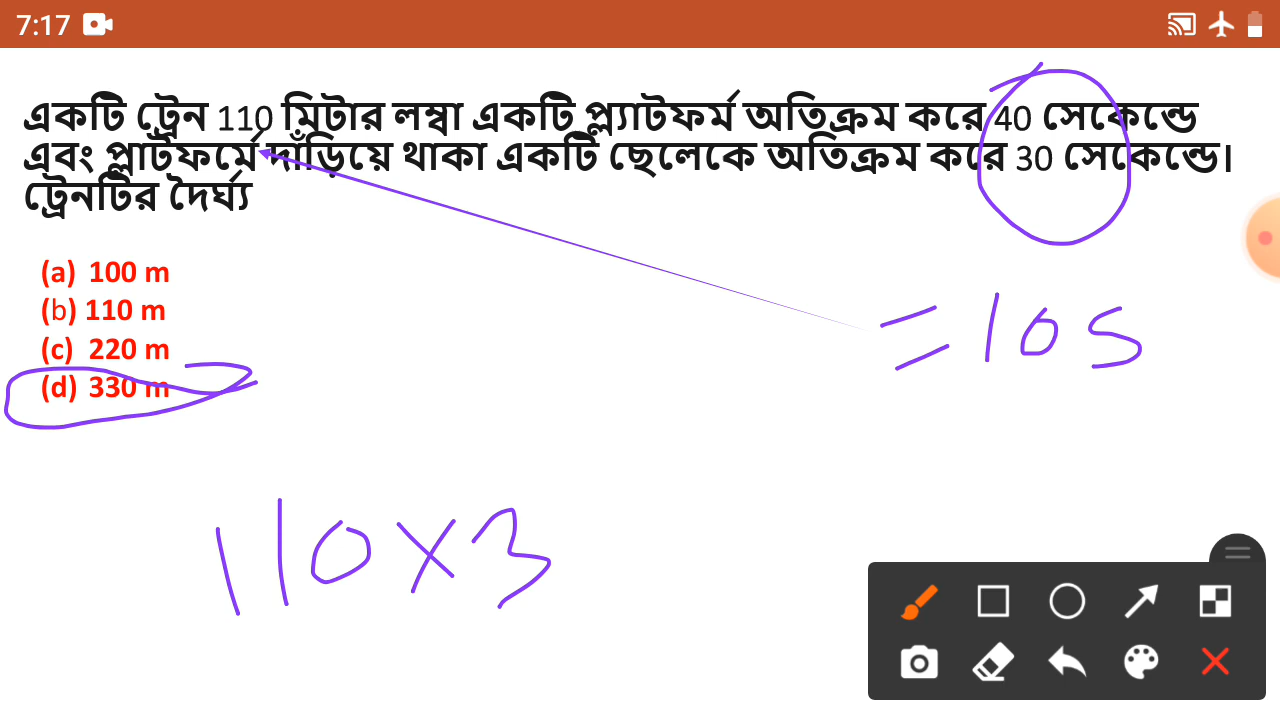 7:17
একটি ট্রেন 110 মিটার লম্বা একটি প্ল্যাটফর্ম অতিক্রম করে 40 সেকেন্ডে
এবং প্লাটফর্মে দাঁড়িয়ে থাকা একটি ছেলেকে অতিক্রম করে 30 সেকেন্ডে।
ট্রেনটির দৈর্ঘ্য
(a) 100 m
(b) 110 m
(c) 220 m
(d) 330 m
= 10 s
110 x 3